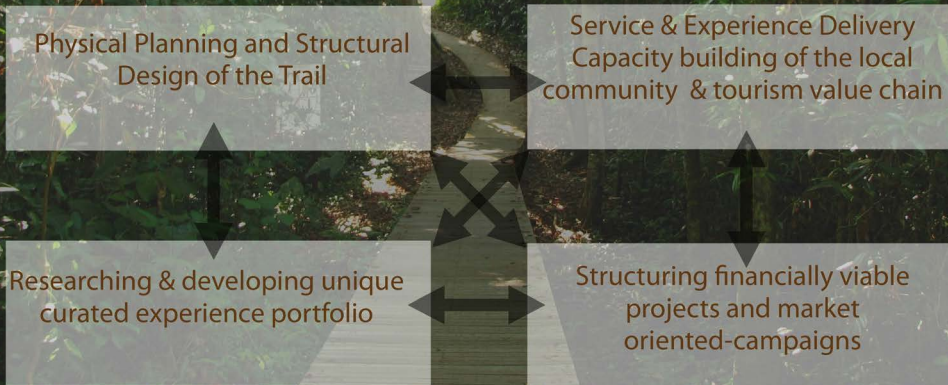 Physical Planning and Structural
Design of the Trail
Service & Experience Delivery
Capacity building of the local
community & tourism value chain
Researching & developing unique
curated experience portfolio
Structuring financially viable
projects and market
oriented-campaigns